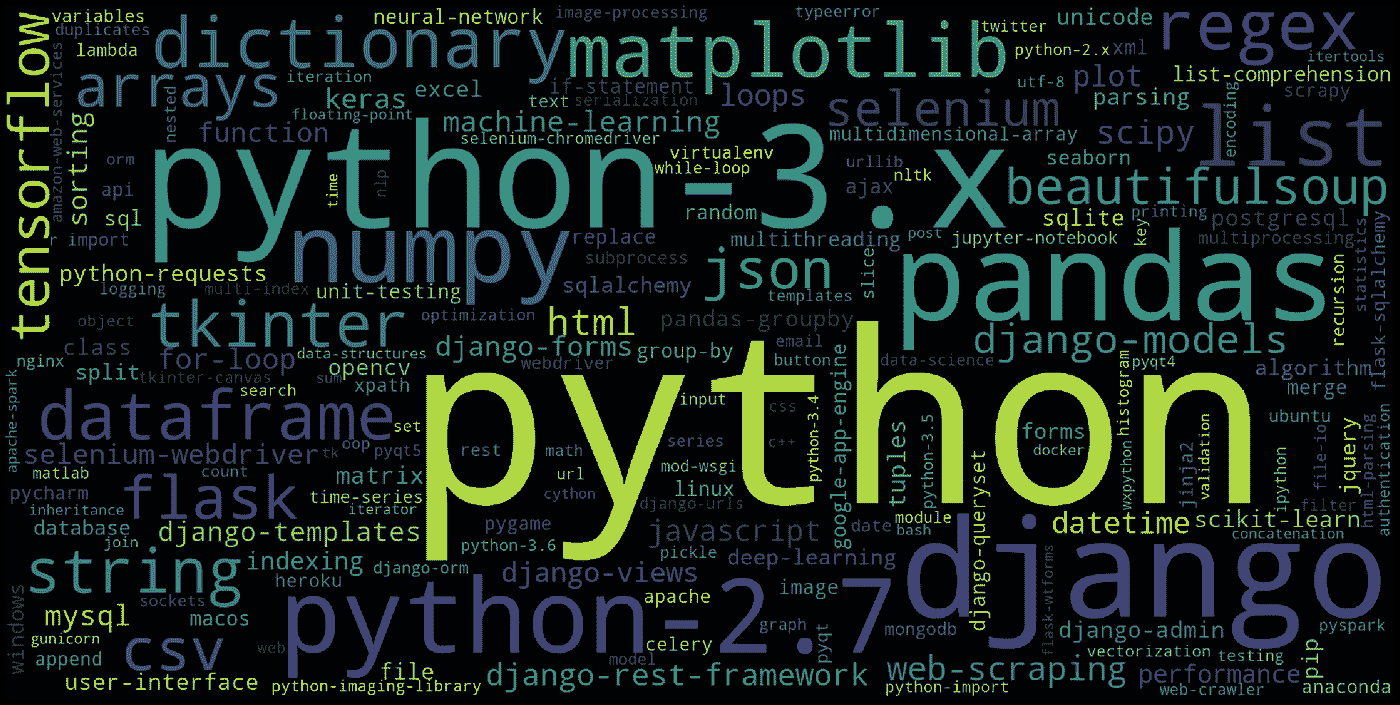 variables
neural-network
image-processing
typeerror
twitter
unicode
regex
duplicates
lambda
dictionary
matplotlib
python-2.x
xml
itertools
tensorflow
amazon-web-services
arrays
iteration
if-statement
utf-8
plot
list-comprehension
nested
keras
excel
text
serialization
loops
selenium
parsing
scrapy
floating-point
sorting
function
machine-learning
multidimensional-array
scipy
encoding
list
selenium-chromedriver
orm
python-3.x
virtualenv
urllib
seaborn
while-loop
nltk
api
time
nlp
ajax
beautifulsoup
sql
random
sqlite
printing
postgresql
r
import
numpy
replace
multithreading
post
jupyter-notebook
key
multiprocessing
flask-sqlalchemy
statistics
python-requests
subprocess
json
slice
pandas
recursion
logging
multi-index
unit-testing
sqlalchemy
templates
object
tkinter
optimization
html
pandas-groupby
django-models
class
for-loop
data-structures
django-forms
group-by
email
button
google-app-engine
data-science
histogram
pyqt4
algorithm
nginx
split
tkinter-canvas
sum
opencv
webdriver
merge
apache-spark
search
xpath
python
input
css
python-3.4
dataframe
set
series
c++
tuples
python-3.5
forms
docker
wxpython
ubuntu
selenium-webdriver
oop
tk
pyqt5
rest
math
mod-wsgi
jinja2
validation
ipython
file-io
jquery
html-parsing
authentication
matlab
count
matrix
url
linux
django-queryset
pycharm
flask
time-series
cython
django-urls
filter
inheritance
iterator
database
django-templates
pygame
javascript
date
module
bash
datetime
scikit-learn
concatenation
join
python-3.6
pickle
deep-learning
string
indexing
django-orm
django-views
django
heroku
image
flask-wtforms
windows
sockets
python-2.7
apache
mysql
macos
graph
pyqt
mongodb
django-admin
pyspark
gunicorn
csv
web
celery
vectorization
testing
pip
append
model
file
user-interface
python-imaging-library
django-rest-framework
web-scraping
python-import
performance
web-crawler
anaconda